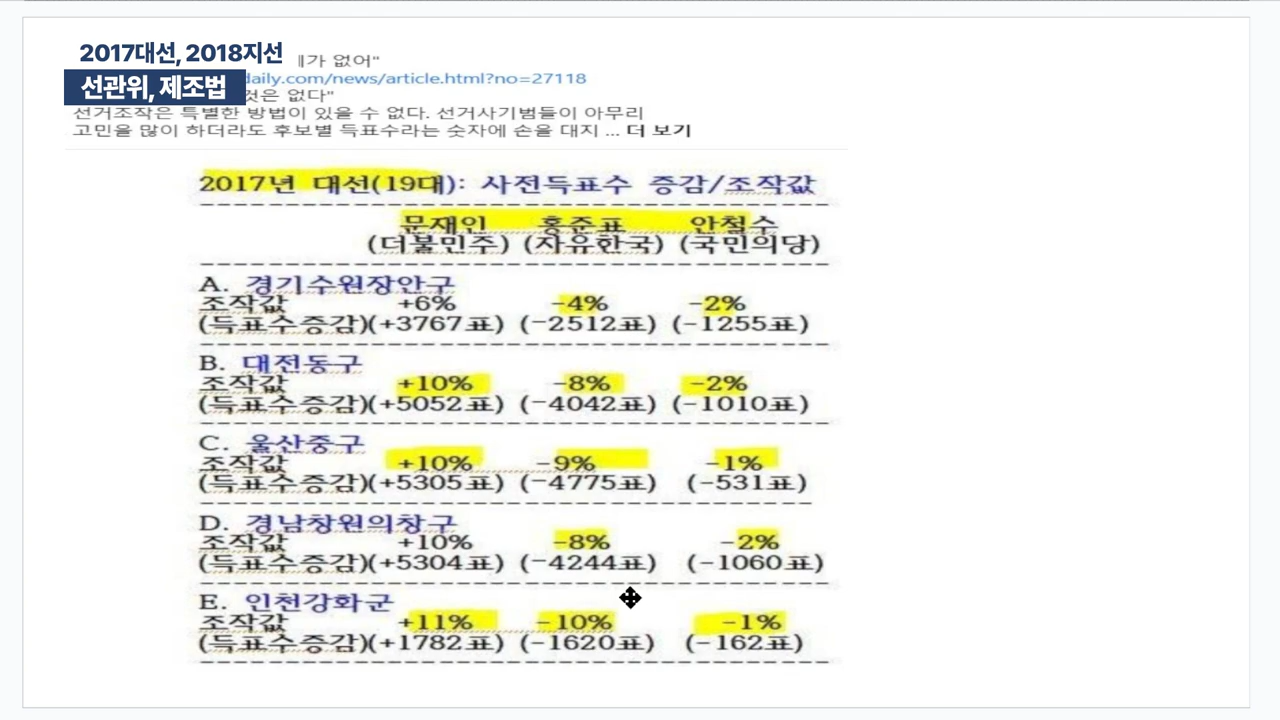 2017대선, 2018지선
가 없어"
선관위, 제조법
daily.com/news/article.html?no=27118
것은 없다"
선거조작은 특별한 방법이 있을 수 없다. 선거사기범들이 아무리
고민을 많이 하더라도 후보별 득표수라는 숫자에 손을 대지 ... 더 보기
2017년 대선(19대): 사전득표수 증감/조작값
문재인 홍준표 안철수
(더불민주) (자유한국) (국민의당)
A. 경기수원장안구
조작값 +6% -4% -2%
(득표수증감)(+3767표) (-2512표) (-1255표)
B. 대전동구
조작값 +10% -8% -2%
(득표수증감)(+5052표) (-4042표) (-1010표)
C. 울산중구
조작값 +10% -9% -1%
(득표수증감)(+5305표) (-4775표) (-531표)
D. 경남창원의창구
조작값 +10% -8% -2%
(득표수증감)(+5304표) (-4244표) (-1060표)
E. 인천강화군
조작값 +11% -10% -1%
(득표수증감)(+1782표) (-1620표) (-162표)